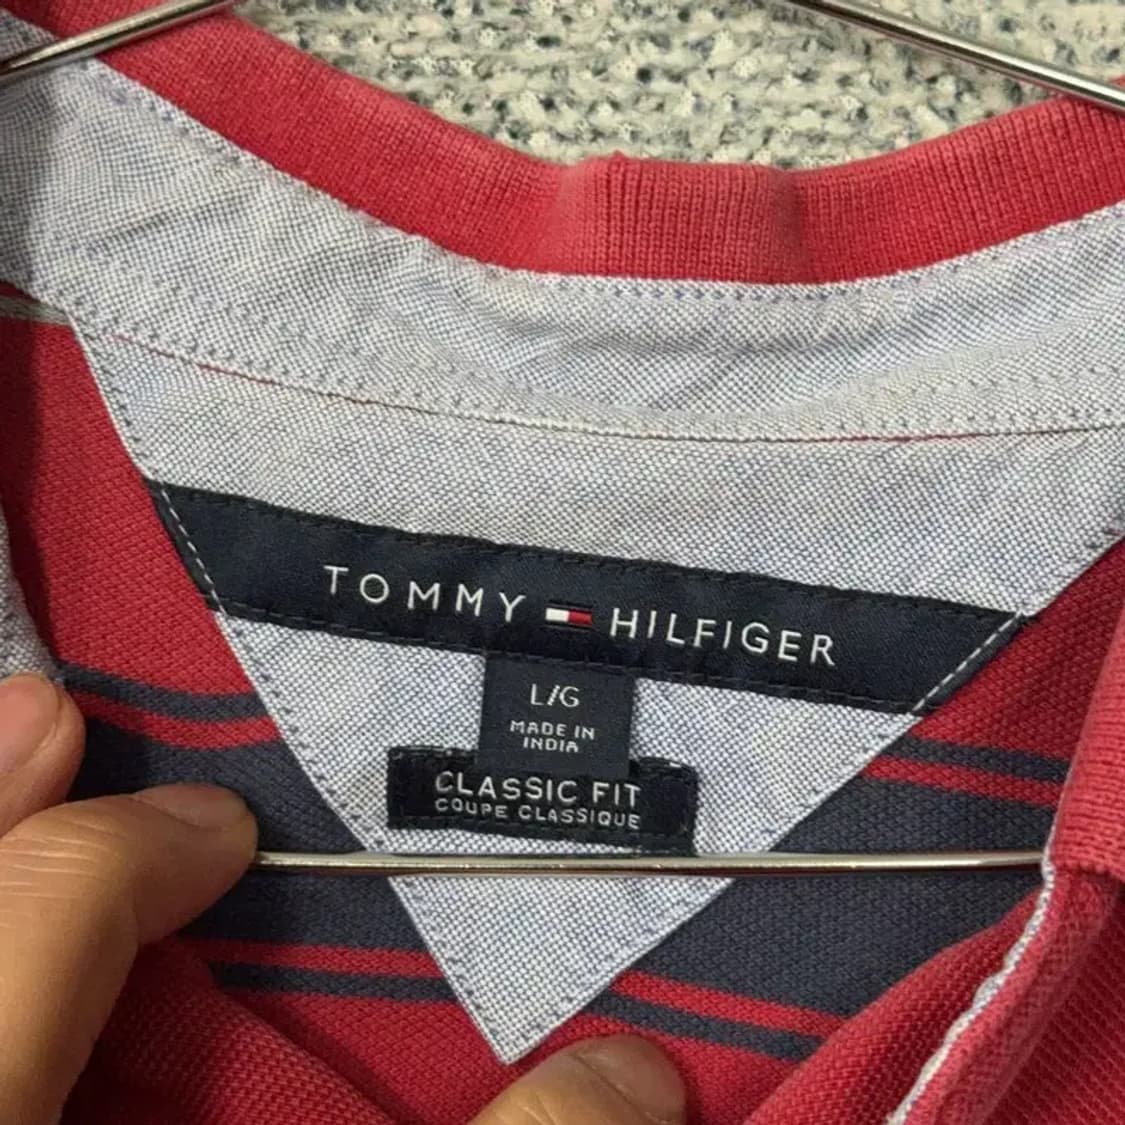 TOMMY HILFIGER
L/G
MADE IN
INDIA
CLASSIC FIT
COUPE CLASSIQUE